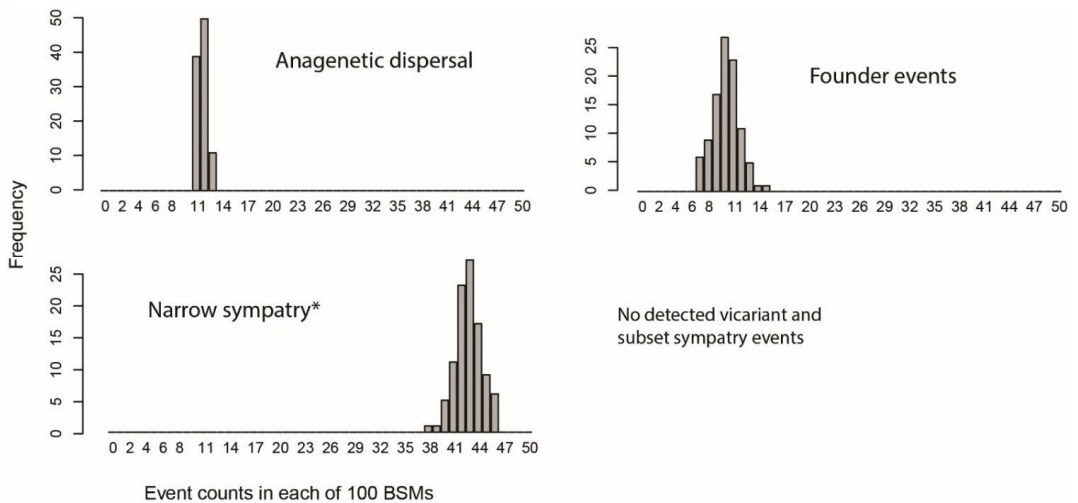 50
40
30
20
10
0
Anagenetic dispersal
0 2 4 6 8 11 14 17 20 23 26 29 32 35 38 41 44 47 50
25
20
15
10
5
0
Founder events
0 2 4 6 8 11 14 17 20 23 26 29 32 35 38 41 44 47 50
Frequency
25
20
15
10
5
0
Narrow sympatry*
0 2 4 6 8 11 14 17 20 23 26 29 32 35 38 41 44 47 50
No detected vicariant and
subset sympatry events
Event counts in each of 100 BSMs